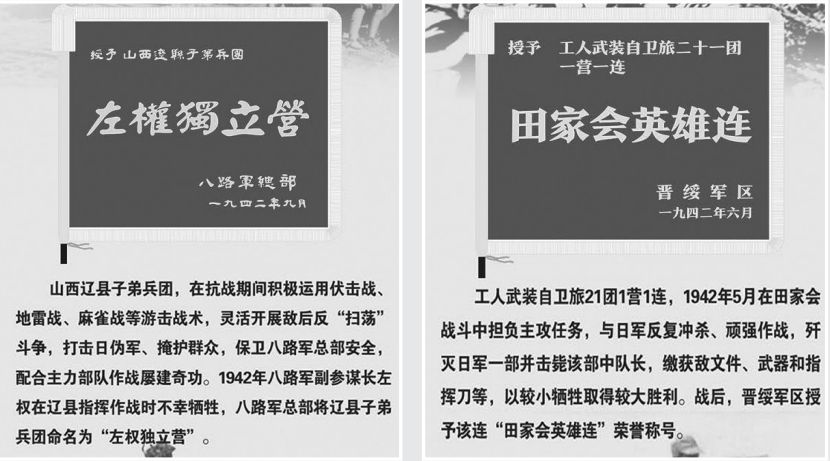 授予 山西遼縣子弟兵團
左權獨立營
八路軍總部
一九四二年九月
山西辽县子弟兵团，在抗战期间积极运用伏击战、
地雷战、麻雀战等游击战术，灵活开展敌后反“扫荡”
斗争，打击日伪军、掩护群众，保卫八路军总部安全，
配合主力部队作战屡建奇功。1942年八路军副参谋长左
权在辽县指挥作战时不幸牺牲，八路军总部将辽县子弟
兵团命名为“左权独立营”。
授予 工人武装自卫旅二十一团
一营一连
田家会英雄连
晋绥军区
一九四二年六月
工人武装自卫旅21团1营1连，1942年5月在田家会
战斗中担负主攻任务，与日军反复冲杀、顽强作战，歼
灭日军一部并击毙该部中队长，缴获敌文件、武器和指
挥刀等，以较小牺牲取得较大胜利。战后，晋绥军区授
予该连“田家会英雄连”荣誉称号。